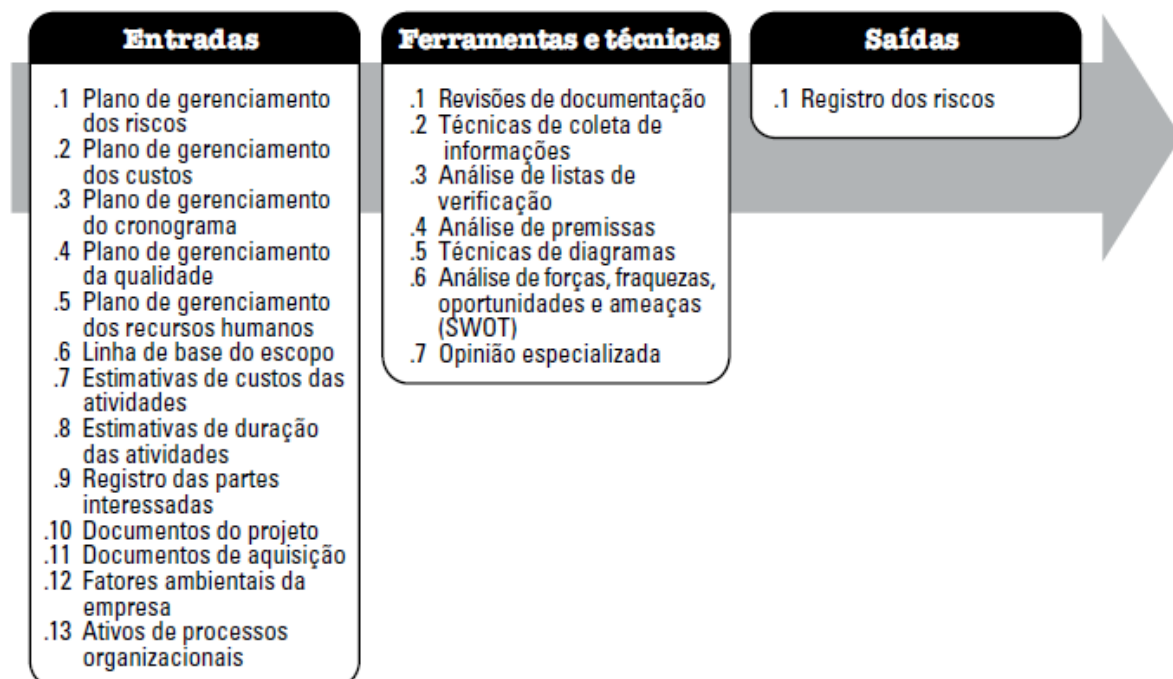 Entradas
.1 Plano de gerenciamento
dos riscos
.2 Plano de gerenciamento
dos custos
.3 Plano de gerenciamento
do cronograma
.4 Plano de gerenciamento
da qualidade
.5 Plano de gerenciamento
dos recursos humanos
.6 Linha de base do escopo
.7 Estimativas de custos das
atividades
.8 Estimativas de duração
das atividades
.9 Registro das partes
interessadas
.10 Documentos do projeto
.11 Documentos de aquisição
.12 Fatores ambientais da
empresa
.13 Ativos de processos
organizacionais
Ferramentas e técnicas
.1 Revisões de documentação
.2 Técnicas de coleta de
informações
.3 Análise de listas de
verificação
.4 Análise de premissas
.5 Técnicas de diagramas
.6 Análise de forças, fraquezas,
oportunidades e ameaças
(SWOT)
.7 Opinião especializada
Saídas
.1 Registro dos riscos